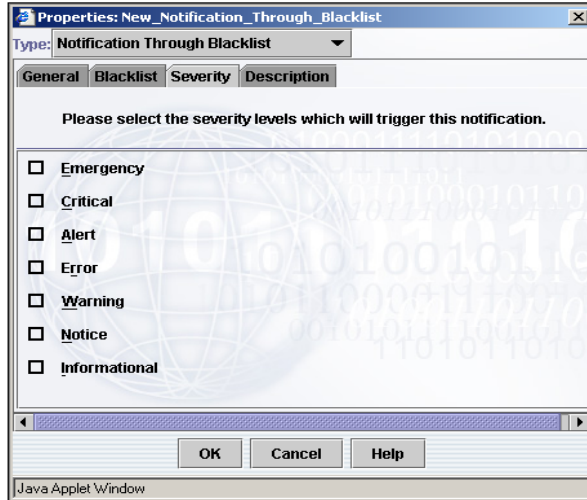 Properties: New_Notification_Through_Blacklist
Type: Notification Through Blacklist
General Blacklist Severity Description
Please select the severity levels which will trigger this notification.
Emergency
Critical
Alert
Error
Warning
Notice
Informational
OK Cancel Help
Java Applet Window